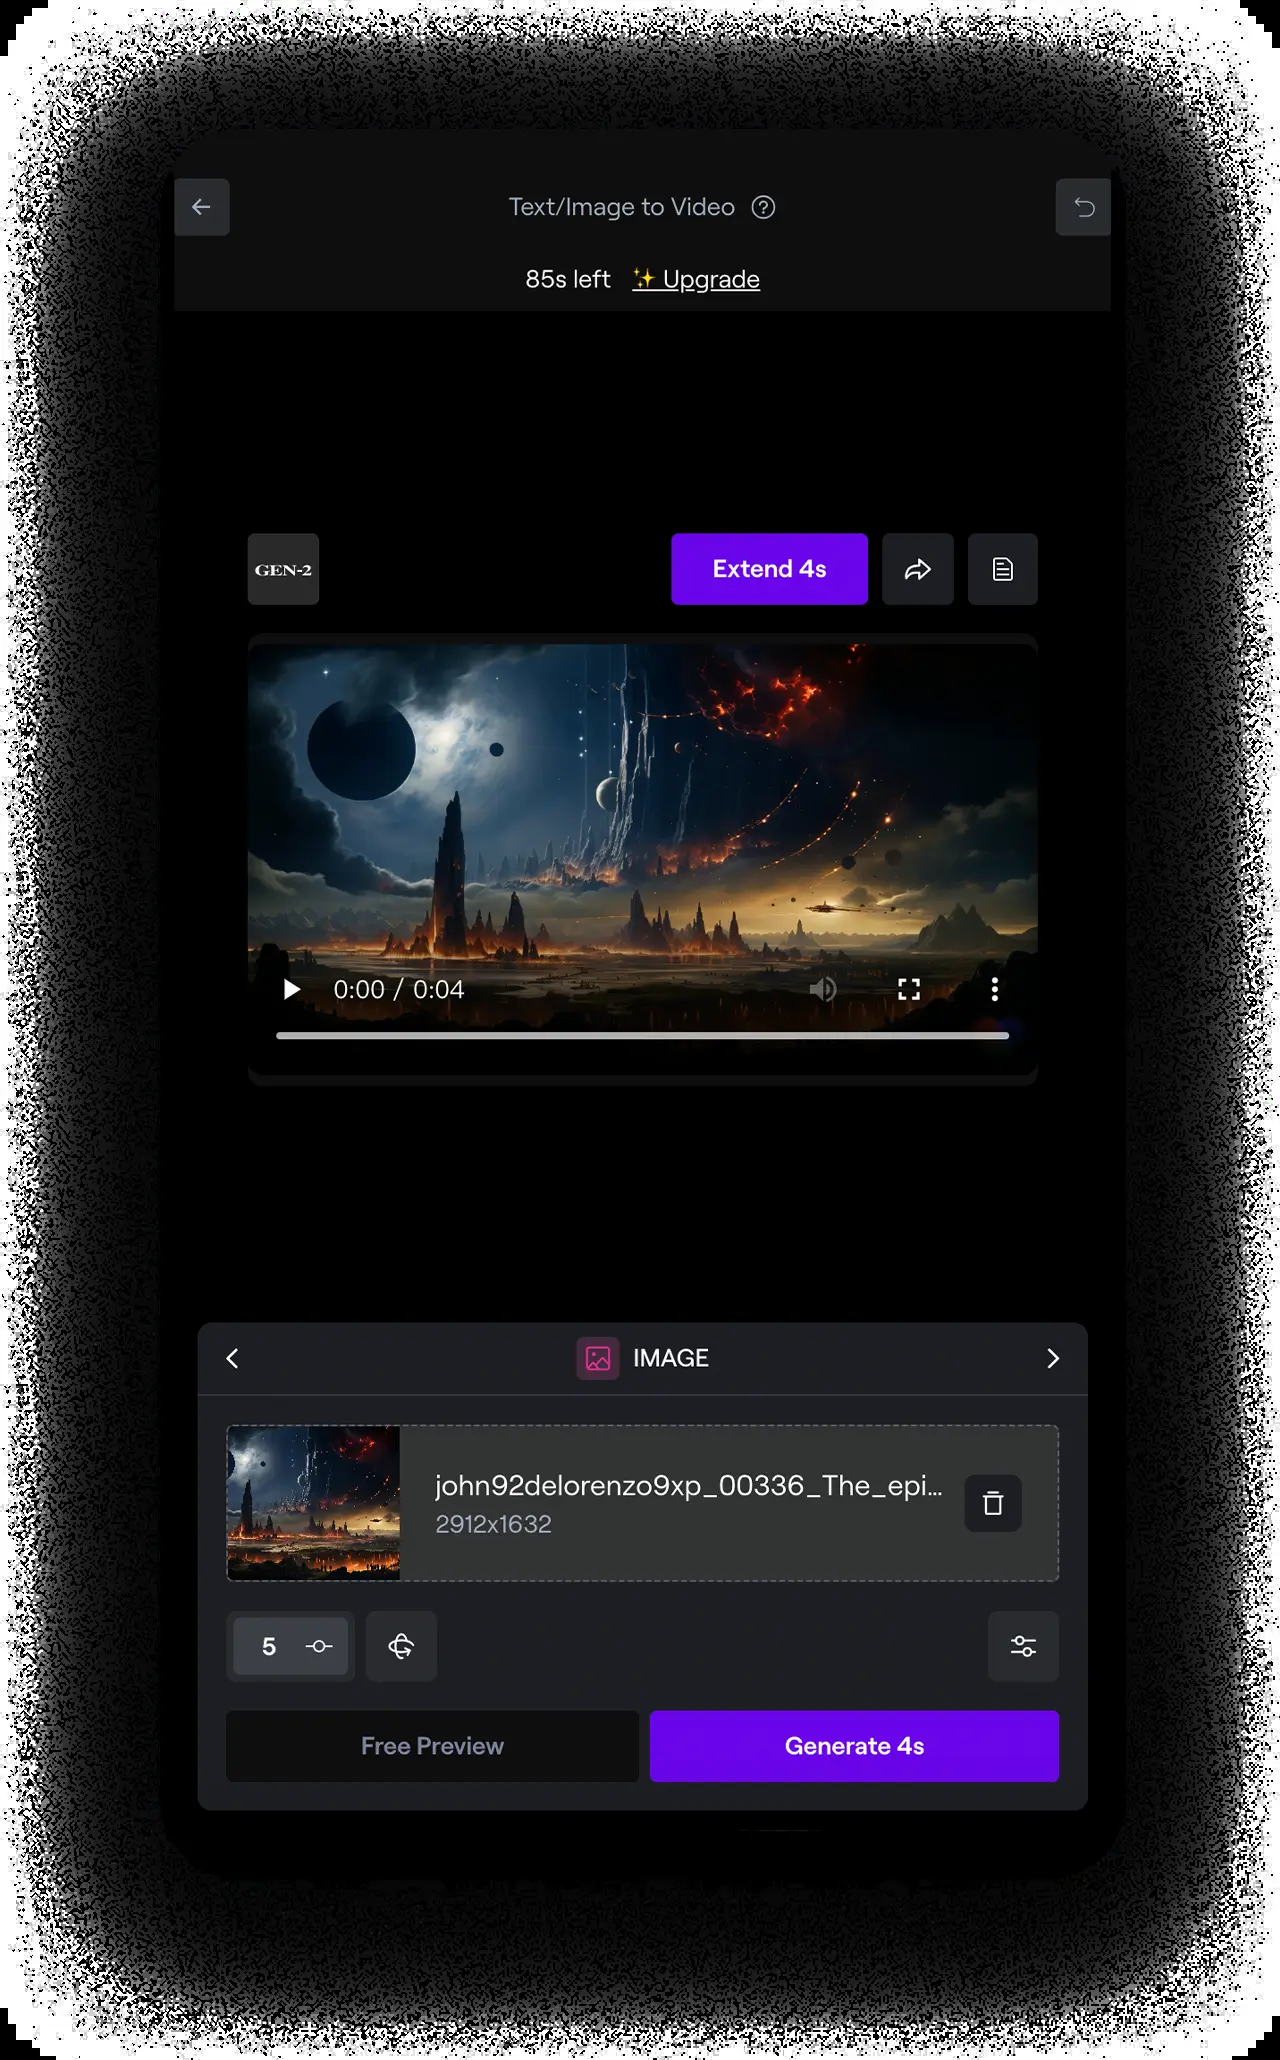 Text/Image to Video
85s left ✨ Upgrade
GEN-2
Extend 4s
0:00 / 0:04
IMAGE
john92delorenzo9xp_00336_The_epi...
2912x1632
5
Free Preview
Generate 4s